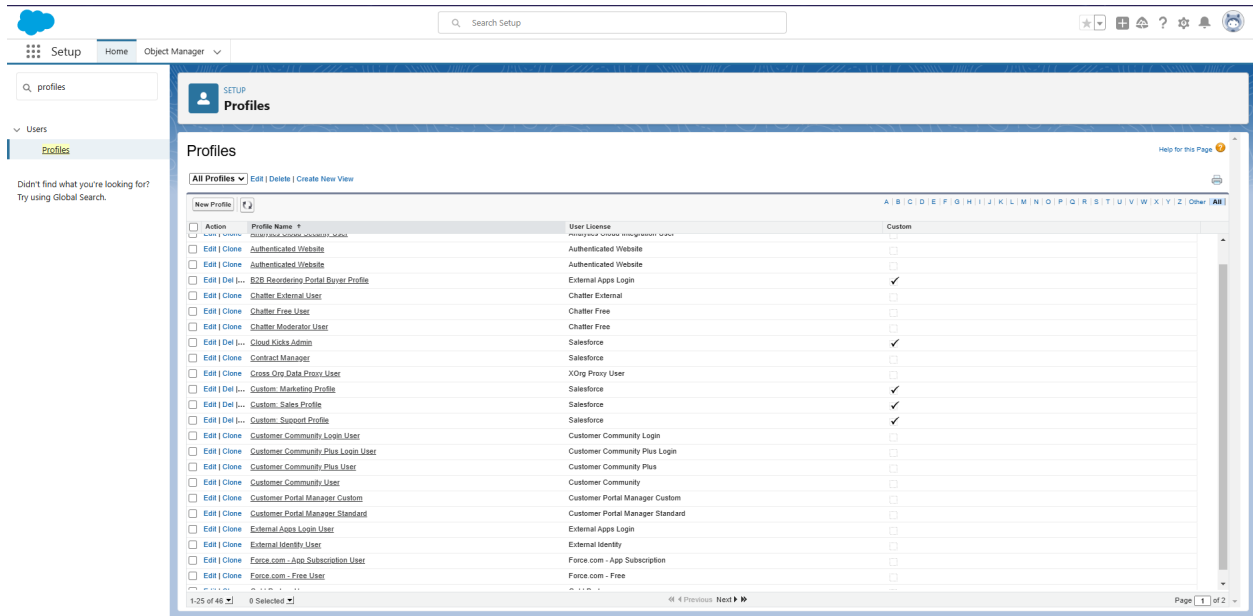 Search Setup
Setup Home Object Manager
profiles
Users
Profiles
Didn't find what you're looking for?
Try using Global Search.
SETUP
Profiles
Profiles
Help for this Page
All Profiles Edit | Delete | Create New View
New Profile
A | B | C | D | E | F | G | H | I | J | K | L | M | N | O | P | Q | R | S | T | U | V | W | X | Y | Z | Other | All
Action Profile Name User License Custom
Edit | Clone Analytics Cloud Security User Analytics Cloud Integration User
Edit | Clone Authenticated Website Authenticated Website
Edit | Clone Authenticated Website Authenticated Website
Edit | Del |... B2B Reordering Portal Buyer Profile External Apps Login
Edit | Clone Chatter External User Chatter External
Edit | Clone Chatter Free User Chatter Free
Edit | Clone Chatter Moderator User Chatter Free
Edit | Del |... Cloud Kicks Admin Salesforce
Edit | Clone Contract Manager Salesforce
Edit | Clone Cross Org Data Proxy User XOrg Proxy User
Edit | Del |... Custom: Marketing Profile Salesforce
Edit | Del |... Custom: Sales Profile Salesforce
Edit | Del |... Custom: Support Profile Salesforce
Edit | Clone Customer Community Login User Customer Community Login
Edit | Clone Customer Community Plus Login User Customer Community Plus Login
Edit | Clone Customer Community Plus User Customer Community Plus
Edit | Clone Customer Community User Customer Community
Edit | Clone Customer Portal Manager Custom Customer Portal Manager Custom
Edit | Clone Customer Portal Manager Standard Customer Portal Manager Standard
Edit | Clone External Apps Login User External Apps Login
Edit | Clone External Identity User External Identity
Edit | Clone Force.com - App Subscription User Force.com - App Subscription
Edit | Clone Force.com - Free User Force.com - Free
1-25 of 46 0 Selected Previous Next Page 1 of 2